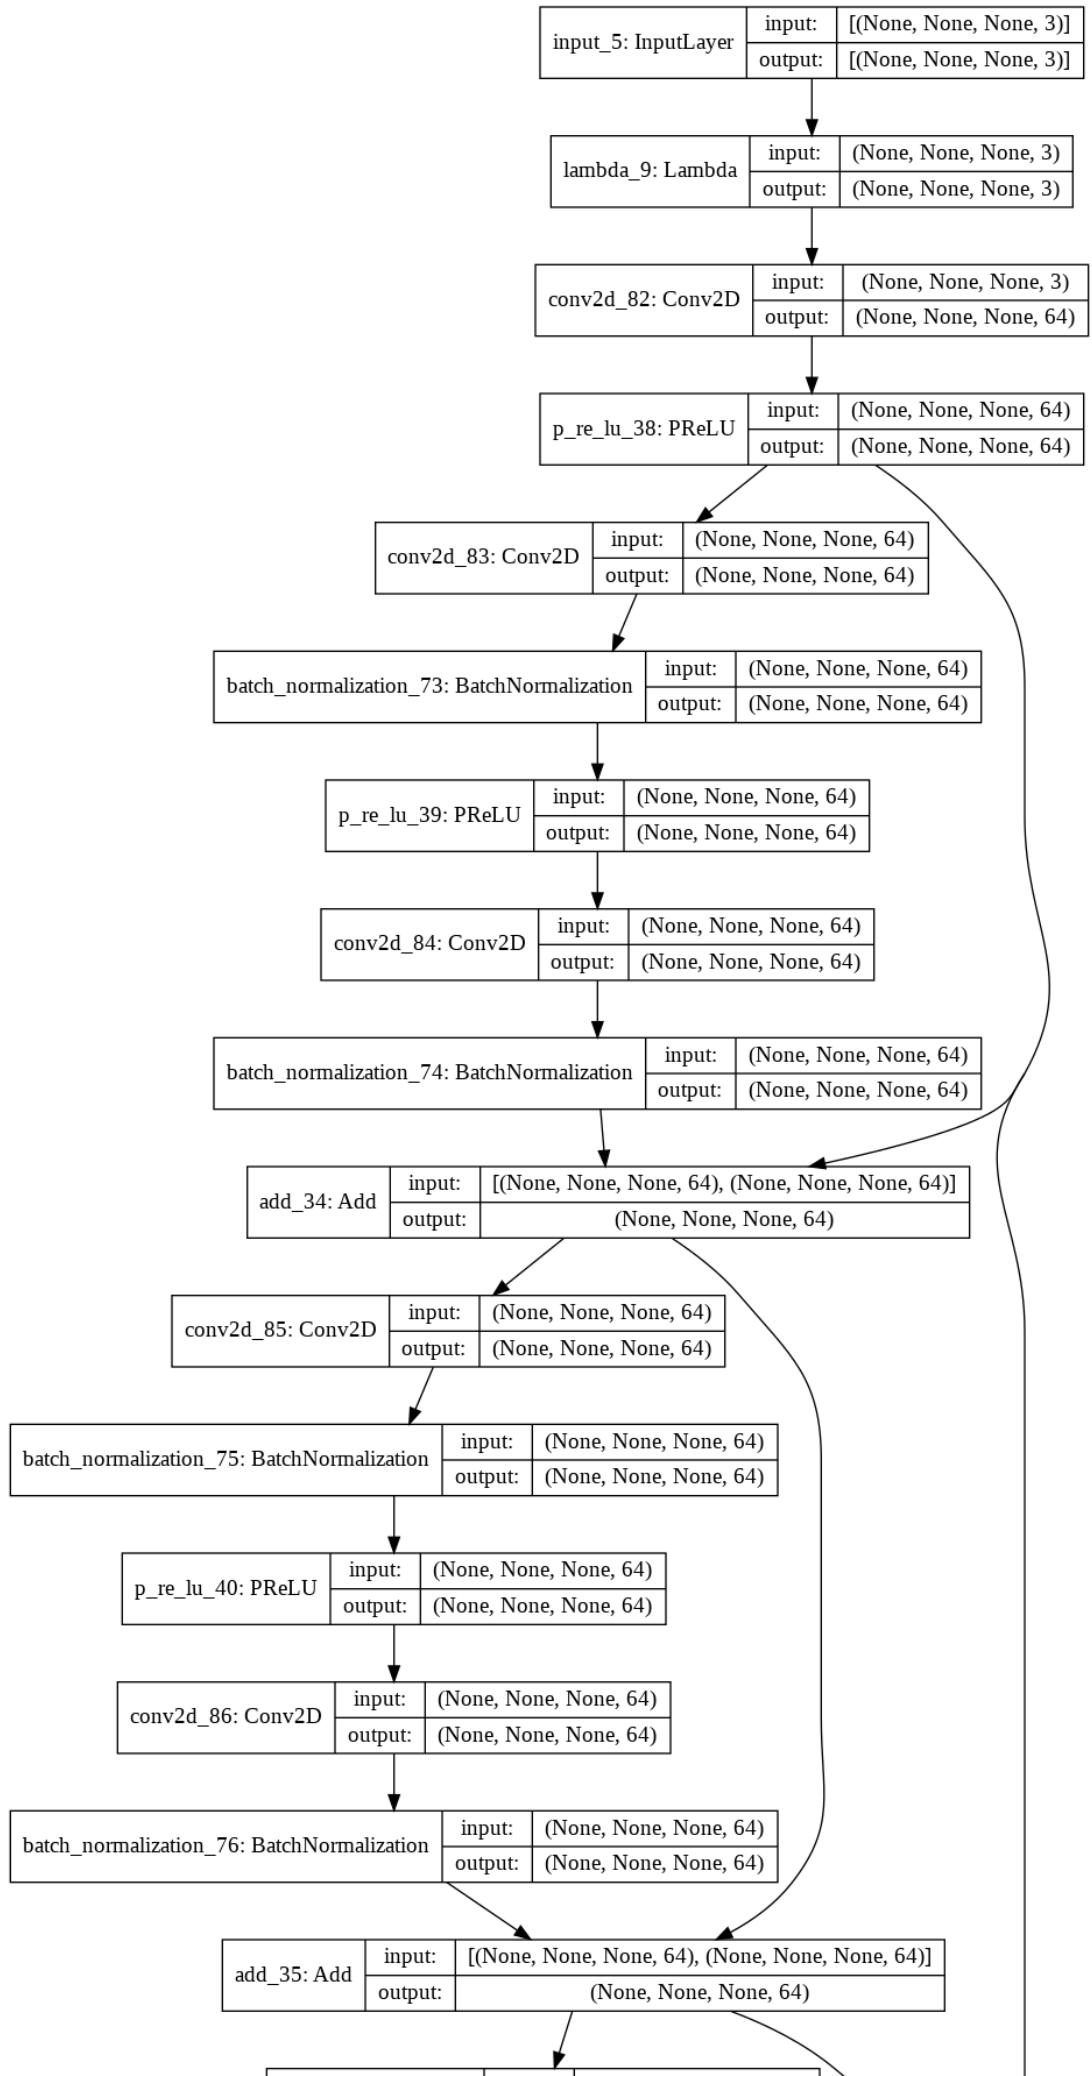 input_5: InputLayer
input: [(None, None, None, 3)]
output: [(None, None, None, 3)]
lambda_9: Lambda
input: (None, None, None, 3)
output: (None, None, None, 3)
conv2d_82: Conv2D
input: (None, None, None, 3)
output: (None, None, None, 64)
p_re_lu_38: PReLU
input: (None, None, None, 64)
output: (None, None, None, 64)
conv2d_83: Conv2D
input: (None, None, None, 64)
output: (None, None, None, 64)
batch_normalization_73: BatchNormalization
input: (None, None, None, 64)
output: (None, None, None, 64)
p_re_lu_39: PReLU
input: (None, None, None, 64)
output: (None, None, None, 64)
conv2d_84: Conv2D
input: (None, None, None, 64)
output: (None, None, None, 64)
batch_normalization_74: BatchNormalization
input: (None, None, None, 64)
output: (None, None, None, 64)
add_34: Add
input: [(None, None, None, 64), (None, None, None, 64)]
output: (None, None, None, 64)
conv2d_85: Conv2D
input: (None, None, None, 64)
output: (None, None, None, 64)
batch_normalization_75: BatchNormalization
input: (None, None, None, 64)
output: (None, None, None, 64)
p_re_lu_40: PReLU
input: (None, None, None, 64)
output: (None, None, None, 64)
conv2d_86: Conv2D
input: (None, None, None, 64)
output: (None, None, None, 64)
batch_normalization_76: BatchNormalization
input: (None, None, None, 64)
output: (None, None, None, 64)
add_35: Add
input: [(None, None, None, 64), (None, None, None, 64)]
output: (None, None, None, 64)